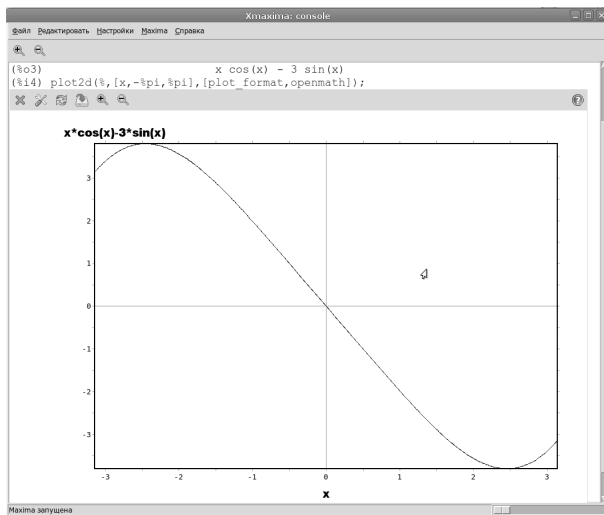 Xmaxima: console
Файл Редактировать Настройки Maxima Справка
(%o3) x cos(x) - 3 sin(x)
(%i4) plot2d(%,[x,-%pi,%pi],[plot_format,openmath]);
x*cos(x)-3*sin(x)
3
2
1
0
-1
-2
-3
-3 -2 -1 0 1 2 3
x
Maxima запущена